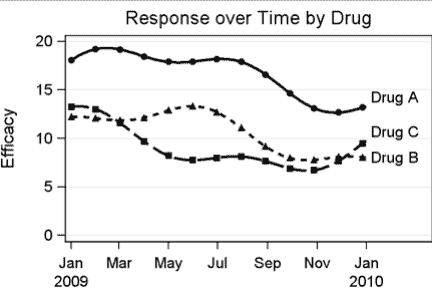 Response over Time by Drug
Efficacy
20
15
10
5
0
Drug A
Drug C
Drug B
Jan Mar May Jul Sep Nov Jan
2009 2010